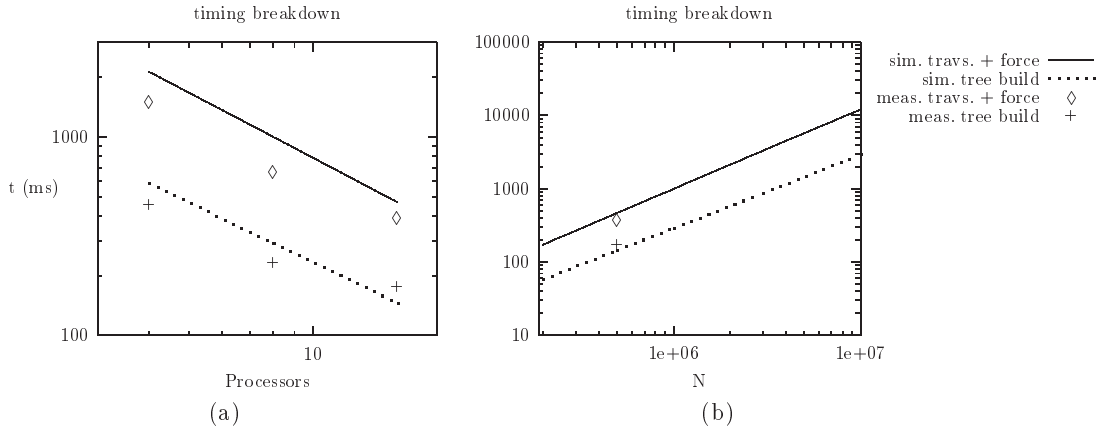 timing breakdown
1000
t (ms)
100
10
Processors
(a)
timing breakdown
100000
10000
1000
100
10
1e+06
1e+07
N
(b)
sim. travs. + force
sim. tree build
meas. travs. + force
meas. tree build